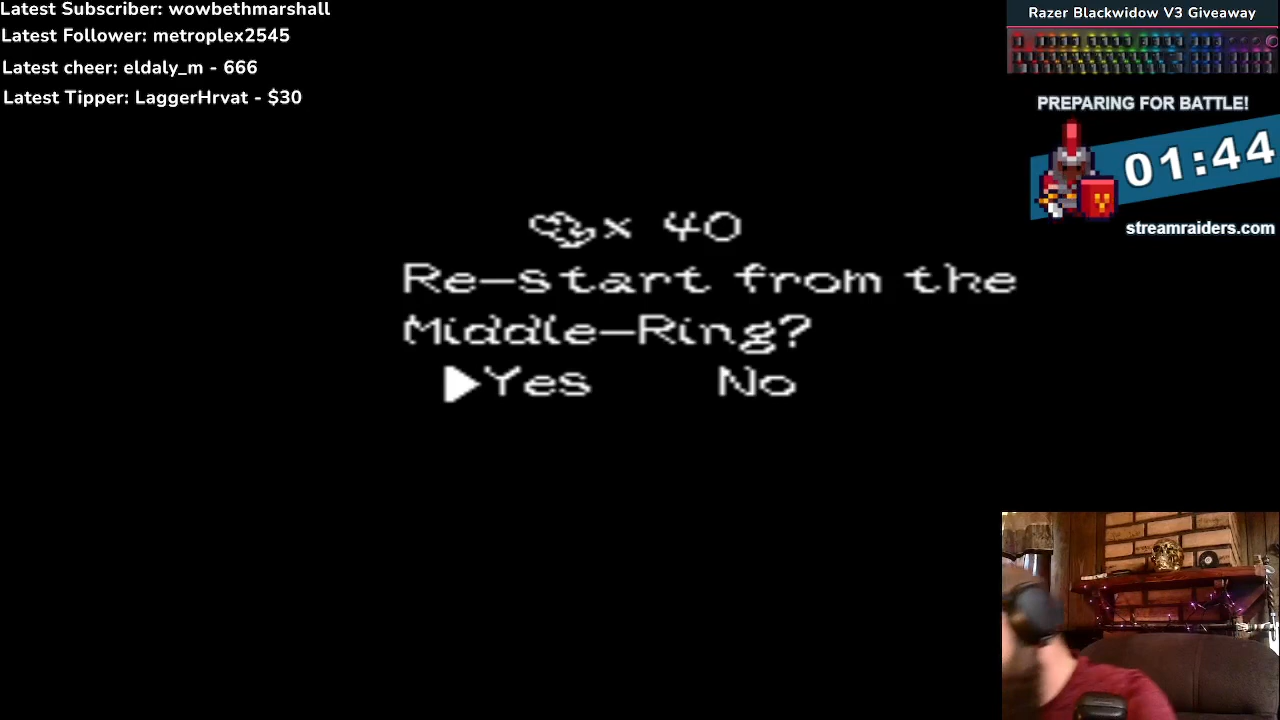 Latest Subscriber: wowbethmarshall
Latest Follower: metroplex2545
Latest cheer: eldaly_m - 666
Latest Tipper: LaggerHrvat - $30
Razer Blackwidow V3 Giveaway
PREPARING FOR BATTLE!
01:44
streamraiders.com
x 40
Re-start from the
Middle-Ring?
Yes No